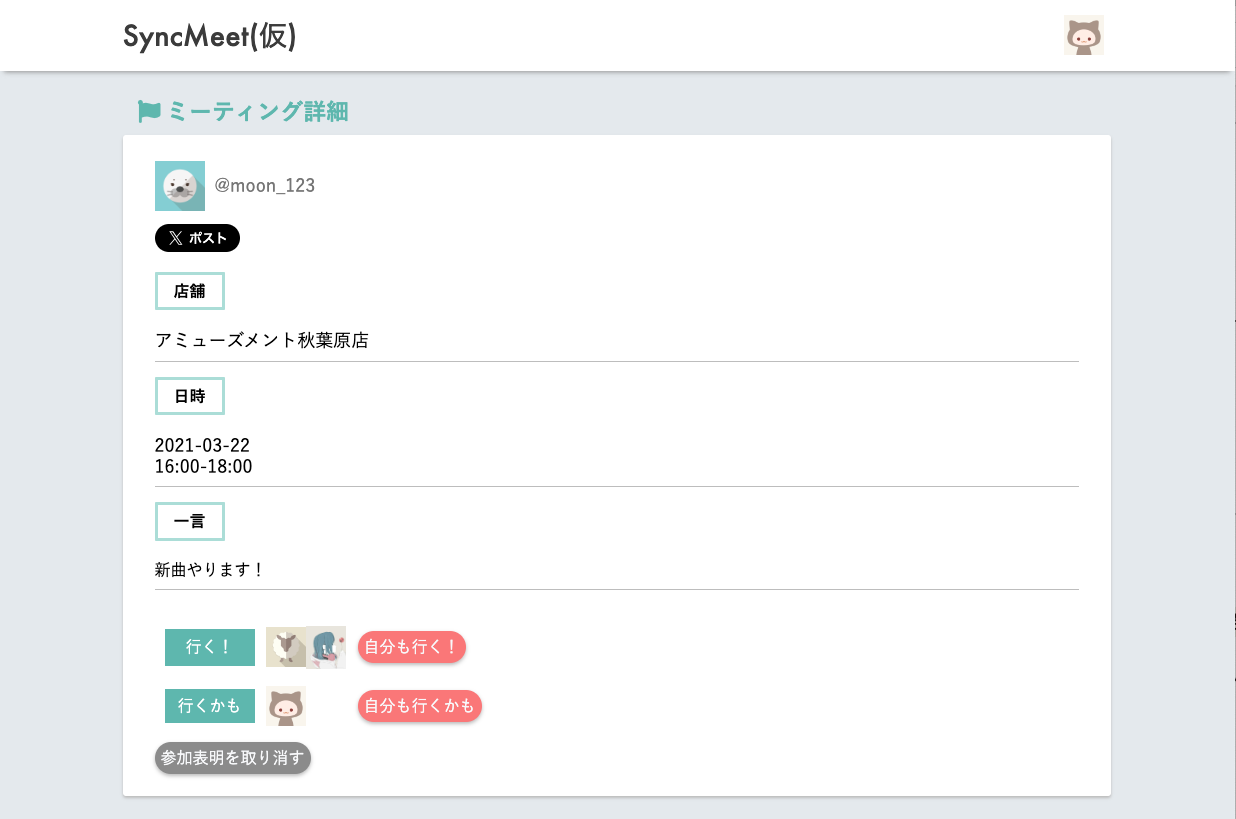 SyncMeet(仮)
ミーティング詳細
@moon_123
ポスト
店舗
アミューズメント秋葉原店
日時
2021-03-22
16:00-18:00
一言
新曲やります！
行く！ 自分も行く！
行くかも 自分も行くかも
参加表明を取り消す